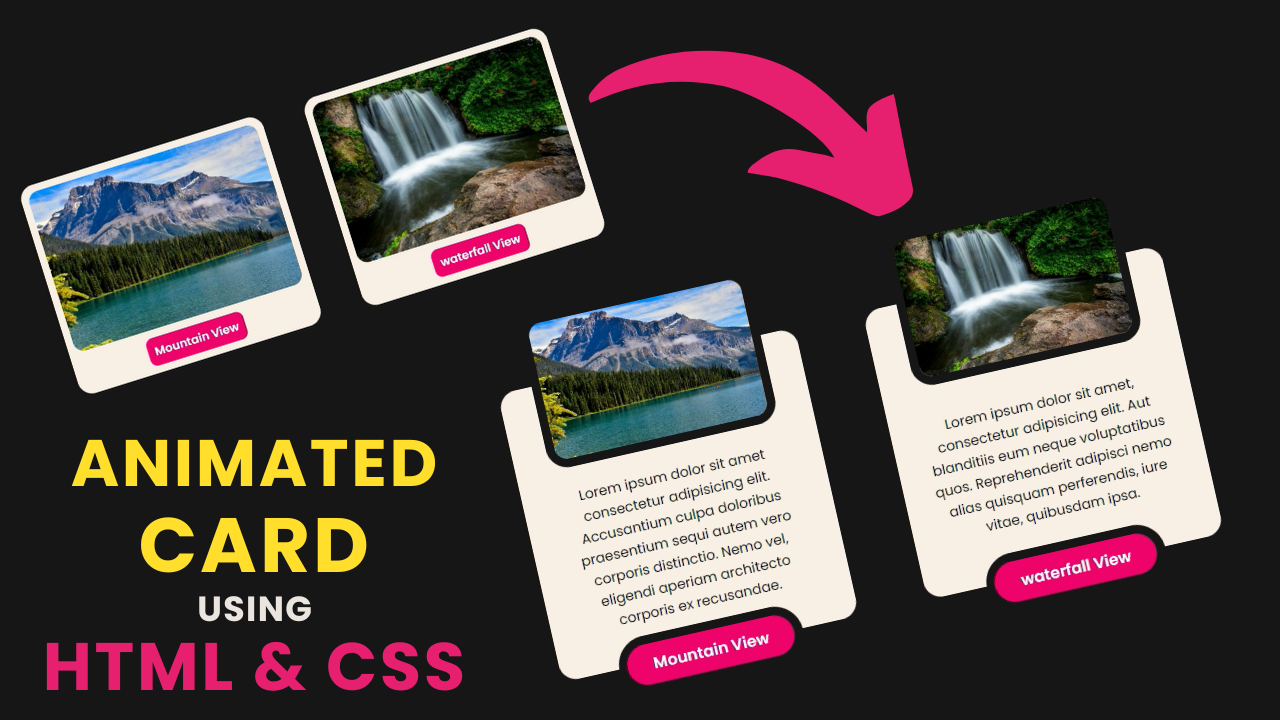 Mountain View
waterfall View
ANIMATED
CARD
USING
HTML & CSS
Lorem ipsum dolor sit amet
consectetur adipisicing elit.
Accusantium culpa doloribus
praesentium sequi autem vero
corporis distinctio. Nemo vel,
eligendi aperiam architecto
corporis ex recusandae.
Mountain View
Lorem ipsum dolor sit amet,
consectetur adipisicing elit. Aut
blanditiis eum neque voluptatibus
quos. Reprehenderit adipisci nemo
alias quisquam perferendis, iure
vitae, quibusdam ipsa.
waterfall View